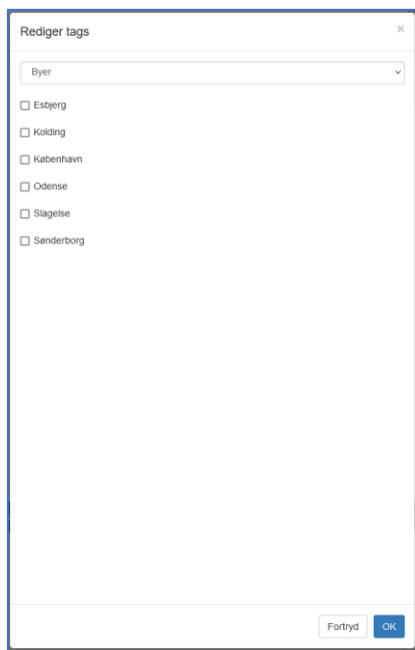 Rediger tags ×
Byer
Esbjerg
Kolding
København
Odense
Slagelse
Sønderborg
Fortryd OK